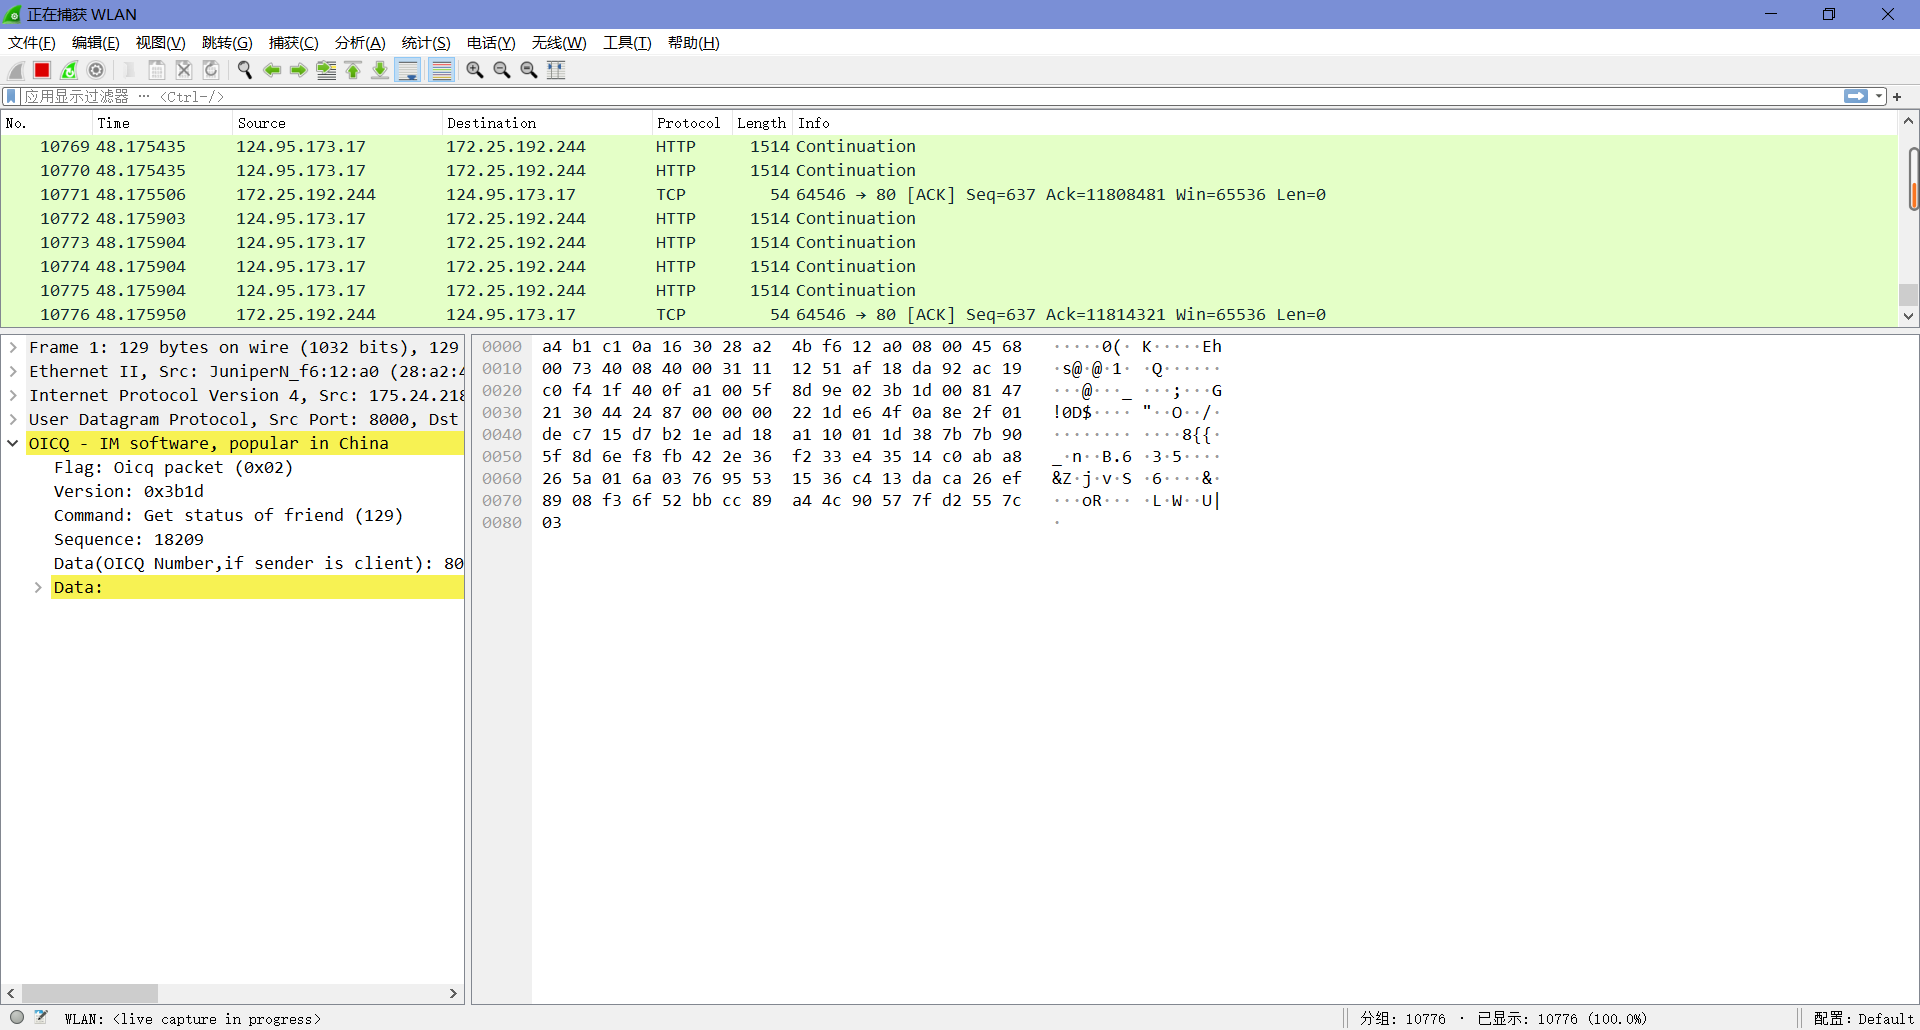 正在捕获 WLAN
文件(F) 编辑(E) 视图(V) 跳转(G) 捕获(C) 分析(A) 统计(S) 电话(Y) 无线(W) 工具(T) 帮助(H)
应用显示过滤器 … <Ctrl-/>
No. Time Source Destination Protocol Length Info
10769 48.175435 124.95.173.17 172.25.192.244 HTTP 1514 Continuation
10770 48.175435 124.95.173.17 172.25.192.244 HTTP 1514 Continuation
10771 48.175506 172.25.192.244 124.95.173.17 TCP 54 64546 → 80 [ACK] Seq=637 Ack=11808481 Win=65536 Len=0
10772 48.175903 124.95.173.17 172.25.192.244 HTTP 1514 Continuation
10773 48.175904 124.95.173.17 172.25.192.244 HTTP 1514 Continuation
10774 48.175904 124.95.173.17 172.25.192.244 HTTP 1514 Continuation
10775 48.175904 124.95.173.17 172.25.192.244 HTTP 1514 Continuation
10776 48.175950 172.25.192.244 124.95.173.17 TCP 54 64546 → 80 [ACK] Seq=637 Ack=11814321 Win=65536 Len=0
Frame 1: 129 bytes on wire (1032 bits), 129
Ethernet II, Src: JuniperN_f6:12:a0 (28:a2:4
Internet Protocol Version 4, Src: 175.24.218
User Datagram Protocol, Src Port: 8000, Dst
OICQ - IM software, popular in China
Flag: Oicq packet (0x02)
Version: 0x3b1d
Command: Get status of friend (129)
Sequence: 18209
Data(OICQ Number,if sender is client): 80
Data:
0000 a4 b1 c1 0a 16 30 28 a2 4b f6 12 a0 08 00 45 68 ·····0(· K·····Eh
0010 00 73 40 08 40 00 31 11 12 51 af 18 da 92 ac 19 ·s@·@·1· ·Q······
0020 c0 f4 1f 40 0f a1 00 5f 8d 9e 02 3b 1d 00 81 47 ···@···_ ···;···G
0030 21 30 44 24 87 00 00 00 22 1d e6 4f 0a 8e 2f 01 !0D$···· "··O··/·
0040 de c7 15 d7 b2 1e ad 18 a1 10 01 1d 38 7b 7b 90 ········ ····8{{·
0050 5f 8d 6e f8 fb 42 2e 36 f2 33 e4 35 14 c0 ab a8 _·n··B.6 ·3·5····
0060 26 5a 01 6a 03 76 95 53 15 36 c4 13 da ca 26 ef &Z·j·v·S ·6····&·
0070 89 08 f3 6f 52 bb cc 89 a4 4c 90 57 7f d2 55 7c ···oR··· ·L·W··U|
0080 03 ·
WLAN: <live capture in progress>
分组: 10776 · 已显示: 10776 (100.0%)
配置: Default